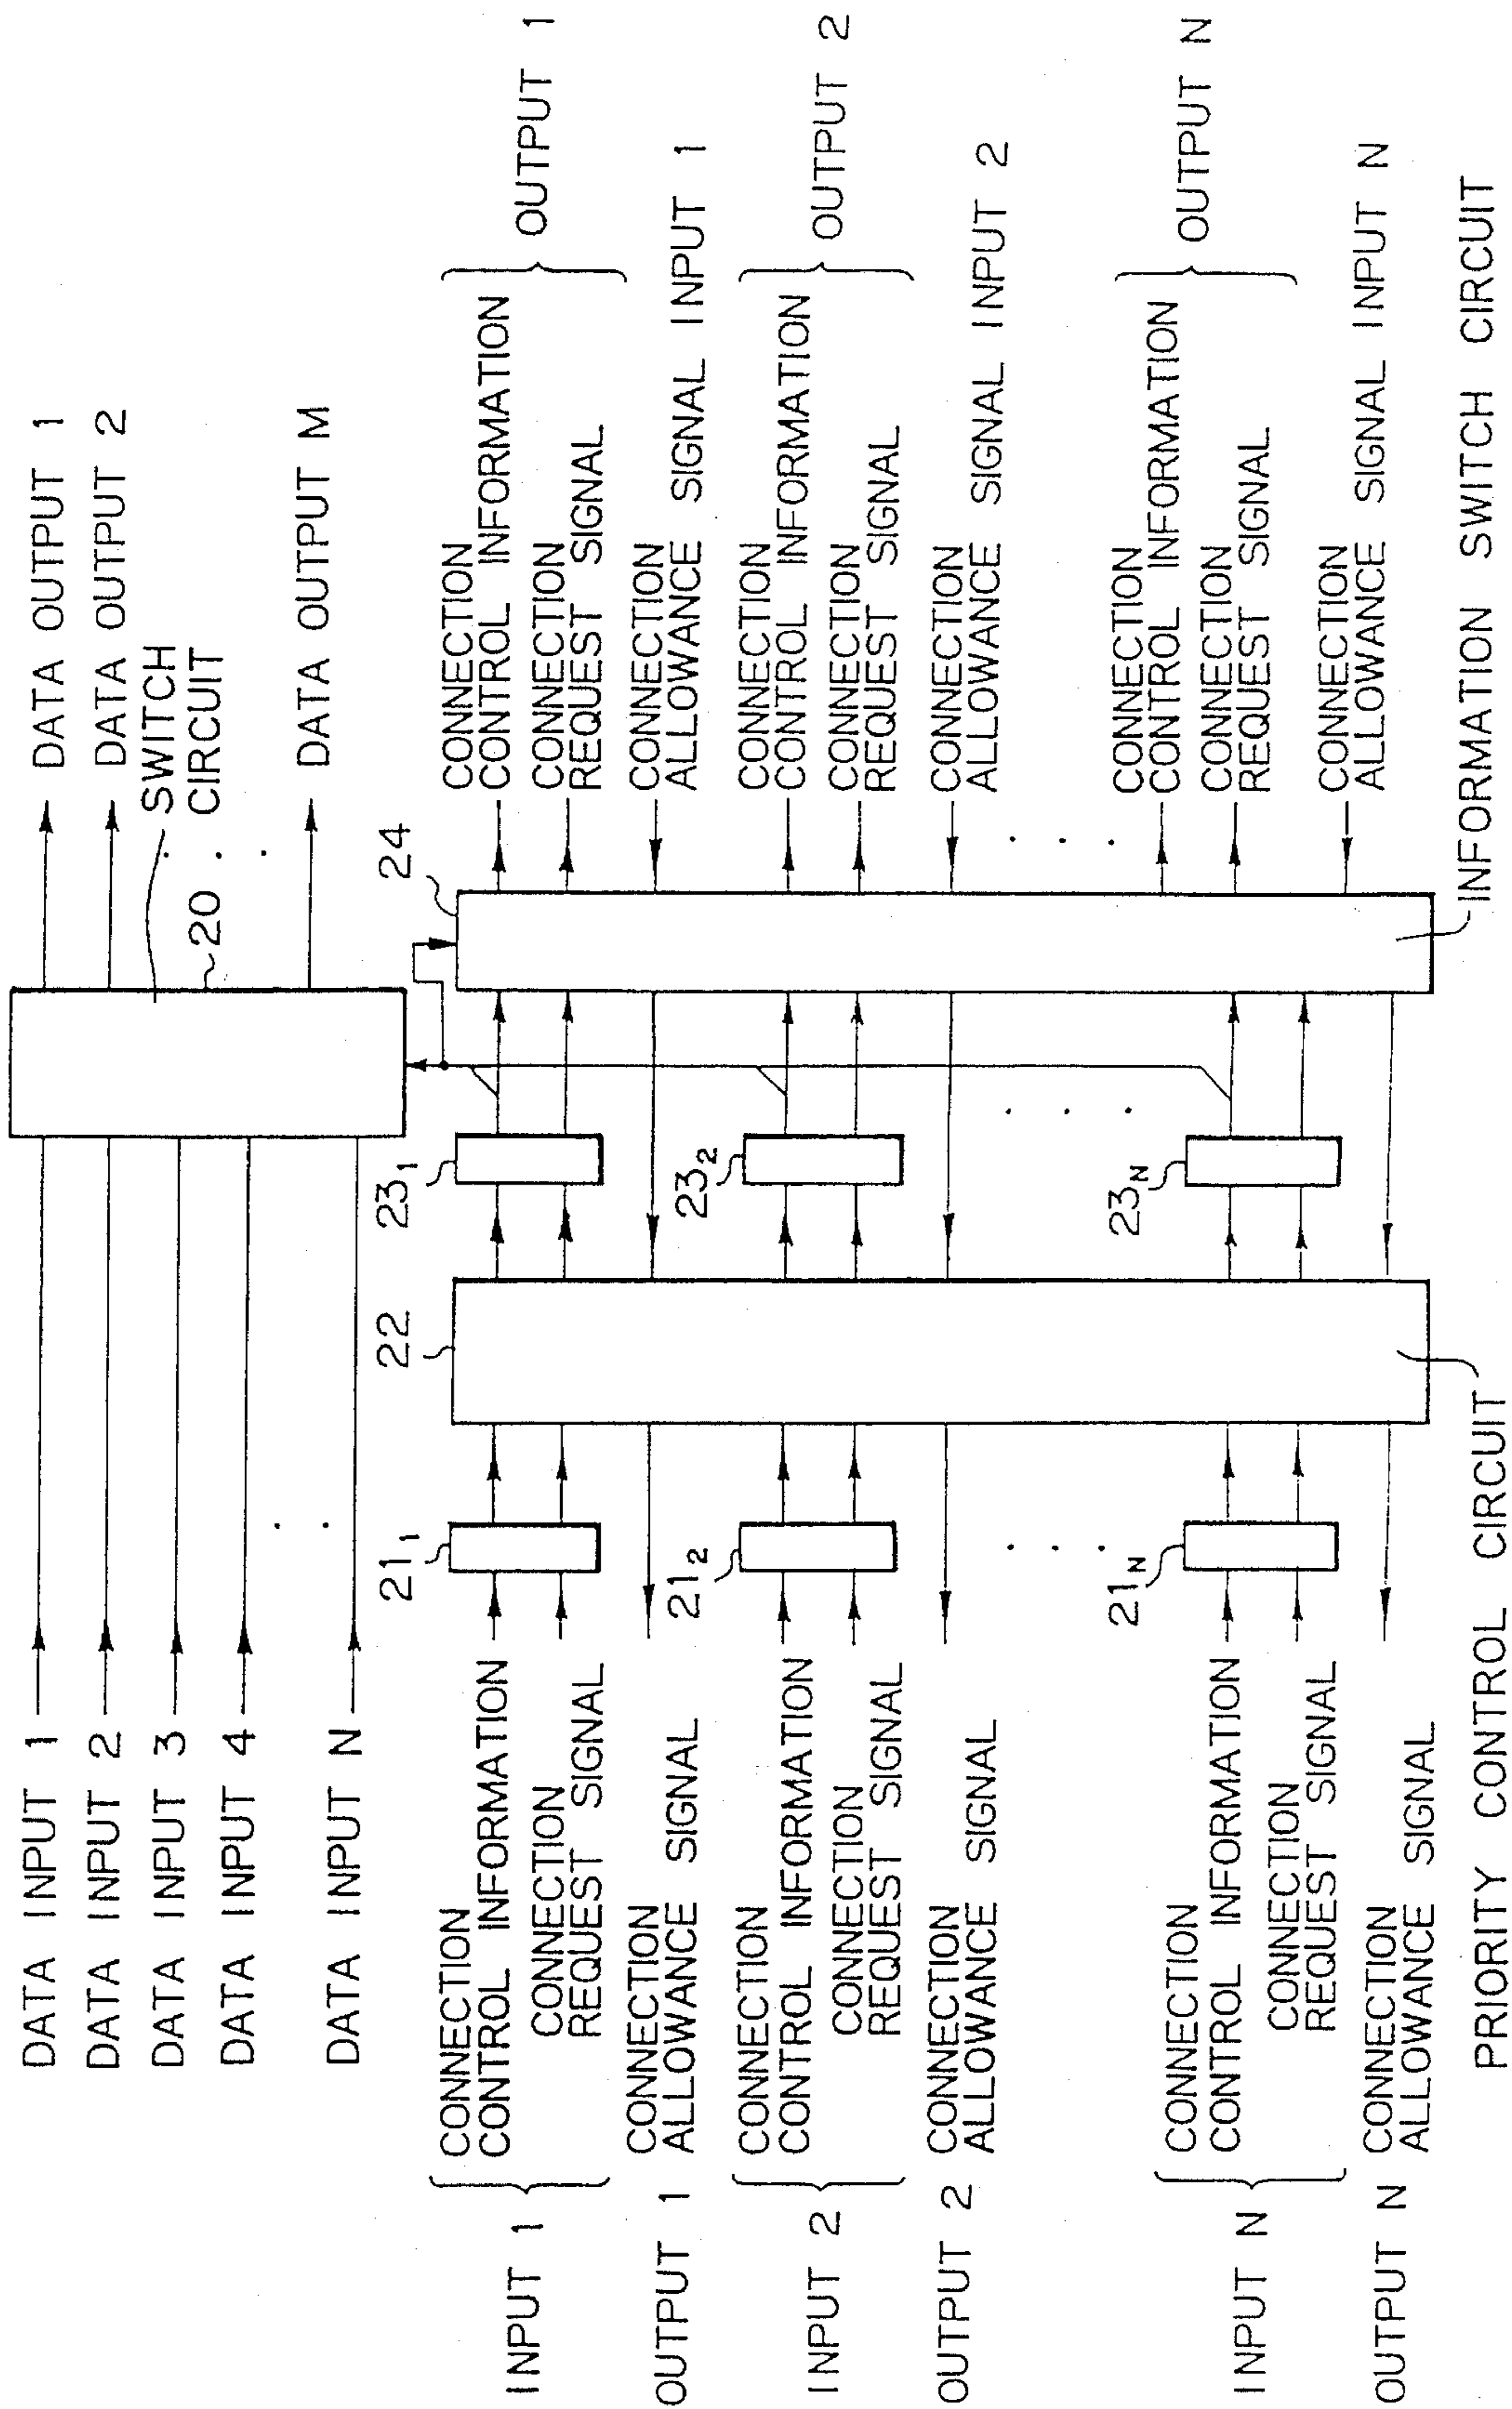 DATA INPUT 1
DATA INPUT 2
DATA INPUT 3
DATA INPUT 4
DATA INPUT N
DATA OUTPUT 1
DATA OUTPUT 2
SWITCH
CIRCUIT
20
DATA OUTPUT M
INPUT 1
CONNECTION
CONTROL INFORMATION
CONNECTION
REQUEST SIGNAL
OUTPUT 1
CONNECTION
ALLOWANCE SIGNAL
INPUT 2
CONNECTION
CONTROL INFORMATION
CONNECTION
REQUEST SIGNAL
OUTPUT 2
CONNECTION
ALLOWANCE SIGNAL
INPUT N
CONNECTION
CONTROL INFORMATION
CONNECTION
REQUEST SIGNAL
OUTPUT N
CONNECTION
ALLOWANCE SIGNAL
21₁
21₂
21N
22
PRIORITY CONTROL CIRCUIT
23₁
23₂
23N
24
INFORMATION SWITCH CIRCUIT
CONNECTION
CONTROL INFORMATION
CONNECTION
REQUEST SIGNAL
OUTPUT 1
CONNECTION
ALLOWANCE SIGNAL INPUT 1
CONNECTION
CONTROL INFORMATION
CONNECTION
REQUEST SIGNAL
OUTPUT 2
CONNECTION
ALLOWANCE SIGNAL INPUT 2
CONNECTION
CONTROL INFORMATION
CONNECTION
REQUEST SIGNAL
OUTPUT N
CONNECTION
ALLOWANCE SIGNAL INPUT N